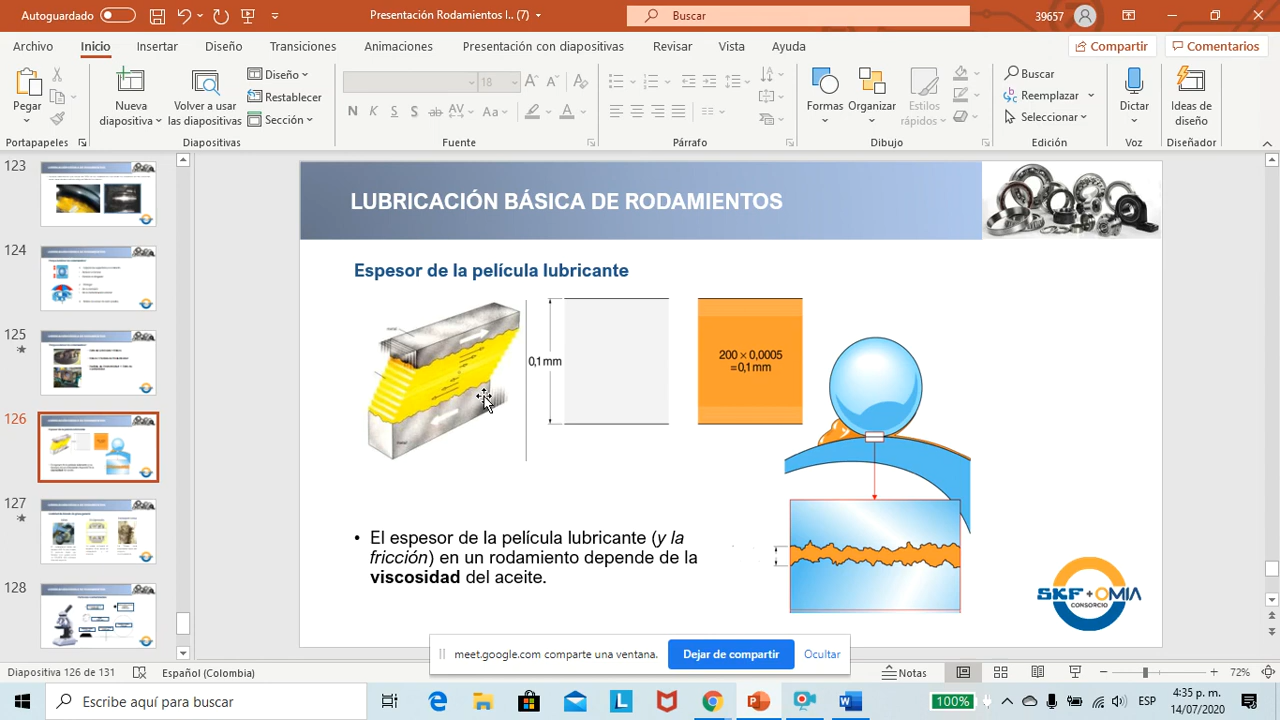 Autoguardado
Presentación Rodamientos I.. (7)
Buscar
39657
Archivo Inicio Insertar Diseño Transiciones Animaciones Presentación con diapositivas Revisar Vista Ayuda
Compartir Comentarios
Pegar
Nueva diapositiva
Volver a usar las diapositivas
Diseño
Restablecer
Sección
18
N K S S ab AV Aa
Formas
Organizar
Estilos rápidos
Buscar
Reemplazar
Seleccionar
Dictar
Ideas de diseño
Portapapeles Diapositivas Fuente Párrafo Dibujo Edición Voz Diseñador
123
124
125
126
127
128
LUBRICACIÓN BÁSICA DE RODAMIENTOS
Espesor de la película lubricante
0,1 mm
200 × 0,0005
= 0,1 mm
• El espesor de la película lubricante (y la
fricción) en un rodamiento depende de la
viscosidad del aceite.
SKF + OMIA
CONSORCIO
meet.google.com comparte una ventana. Dejar de compartir Ocultar
Diapositiva 126 de 131 Español (Colombia) Notas 72%
Escribe aquí para buscar
100%
ESP
4:35 p. m.
14/07/2020